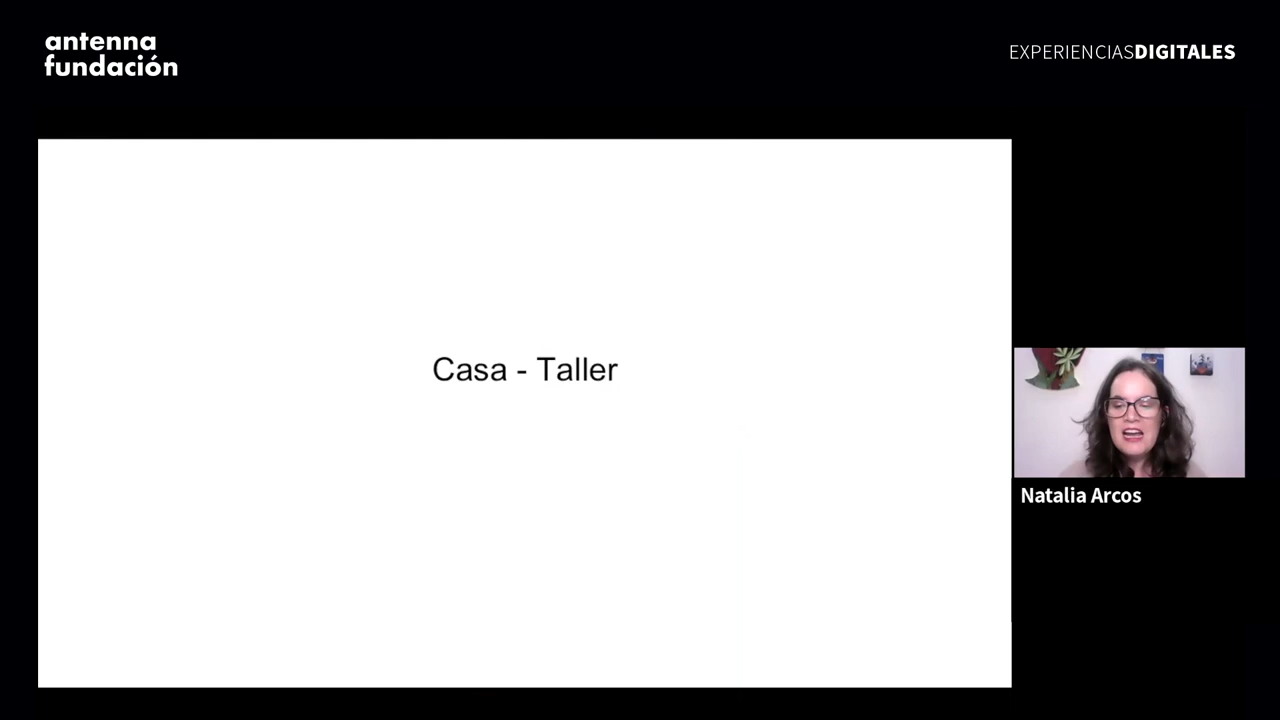 antenna
fundación
EXPERIENCIASDIGITALES
Casa - Taller
Natalia Arcos